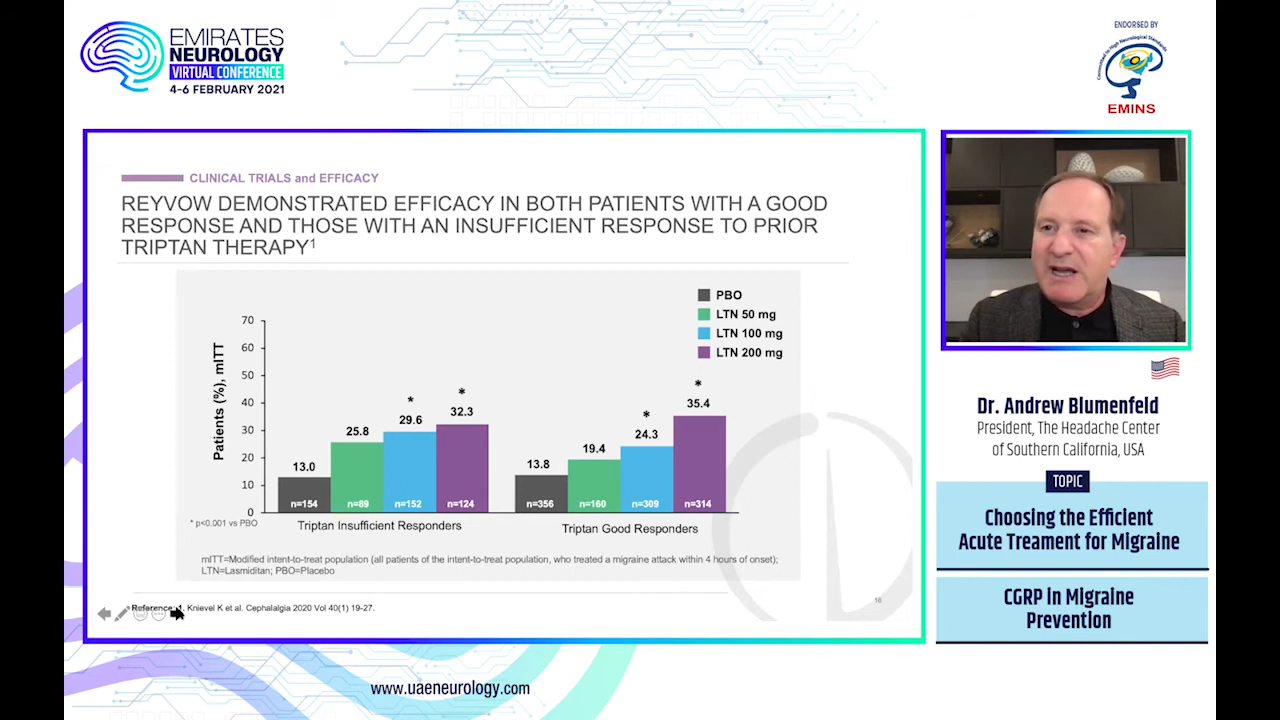 EMIRATES
NEUROLOGY
VIRTUAL CONFERENCE
4-6 FEBRUARY 2021
ENDORSED BY
Committed to High Neurological Standards
EMINS
CLINICAL TRIALS and EFFICACY
REYVOW DEMONSTRATED EFFICACY IN BOTH PATIENTS WITH A GOOD
RESPONSE AND THOSE WITH AN INSUFFICIENT RESPONSE TO PRIOR
TRIPTAN THERAPY1
PBO
LTN 50 mg
LTN 100 mg
LTN 200 mg
Patients (%), mITT
70
60
50
40
30
20
10
0
13.0
25.8
* 29.6
* 32.3
13.8
19.4
* 24.3
* 35.4
n=154 n=89 n=152 n=124 n=356 n=160 n=309 n=314
* p<0.001 vs PBO
Triptan Insufficient Responders
Triptan Good Responders
mITT=Modified intent-to-treat population (all patients of the intent-to-treat population, who treated a migraine attack within 4 hours of onset);
LTN=Lasmiditan; PBO=Placebo
Reference: 1. Knievel K et al. Cephalalgia 2020 Vol 40(1) 19-27.
16
Dr. Andrew Blumenfeld
President, The Headache Center
of Southern California, USA
TOPIC
Choosing the Efficient
Acute Treament for Migraine
CGRP in Migraine
Prevention
www.uaeneurology.com